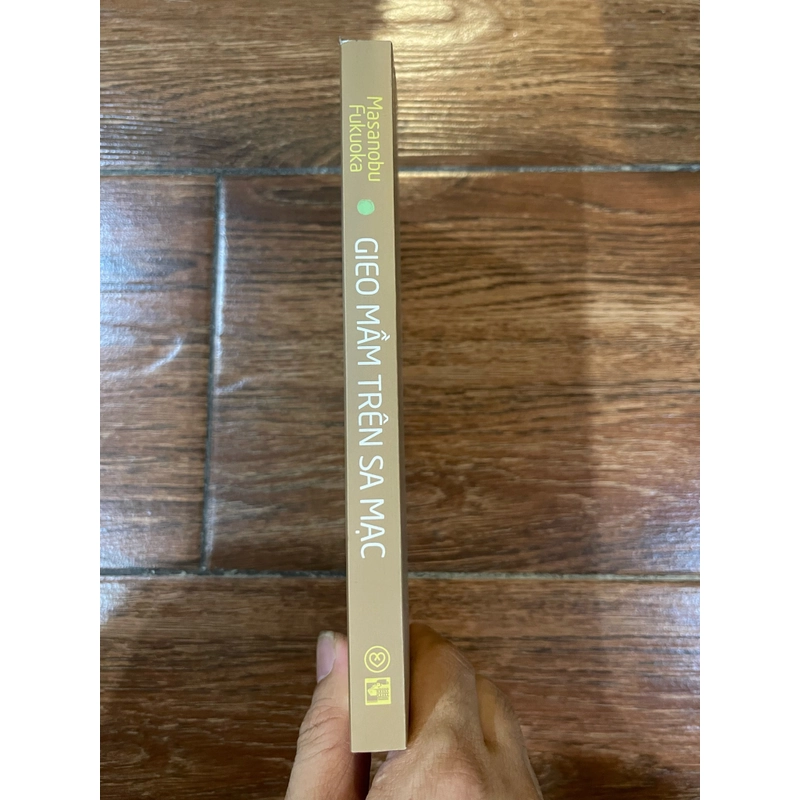 Masanobu
Fukuoka
GIEO MẦM TRÊN SA MẠC